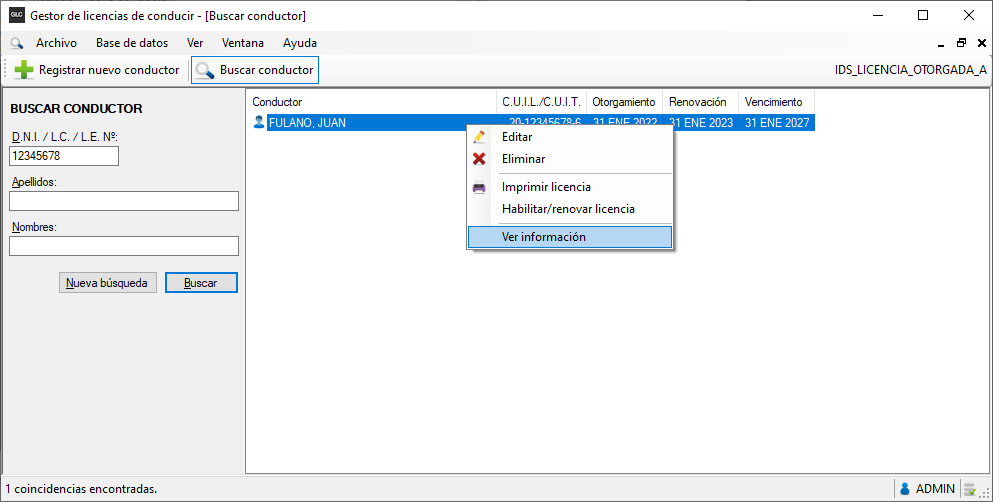 GLC Gestor de licencias de conducir - [Buscar conductor]
Archivo Base de datos Ver Ventana Ayuda
Registrar nuevo conductor Buscar conductor IDS_LICENCIA_OTORGADA_A
BUSCAR CONDUCTOR
D.N.I. / L.C. / L.E. Nº:
12345678
Apellidos:
Nombres:
Nueva búsqueda Buscar
Conductor C.U.I.L./C.U.I.T. Otorgamiento Renovación Vencimiento
FULANO, JUAN 20-12345678-6 31 ENE 2022 31 ENE 2023 31 ENE 2027
Editar
Eliminar
Imprimir licencia
Habilitar/renovar licencia
Ver información
1 coincidencias encontradas. ADMIN